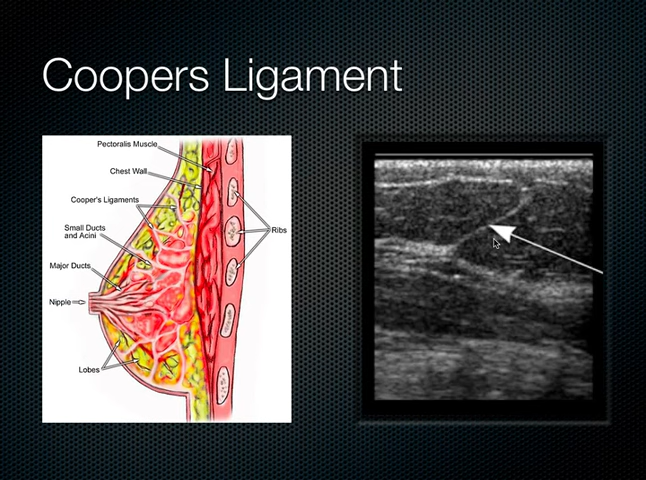 Coopers Ligament
Pectoralis Muscle
Chest Wall
Cooper's Ligaments
Small Ducts
and Acini
Ribs
Major Ducts
Nipple
Lobes